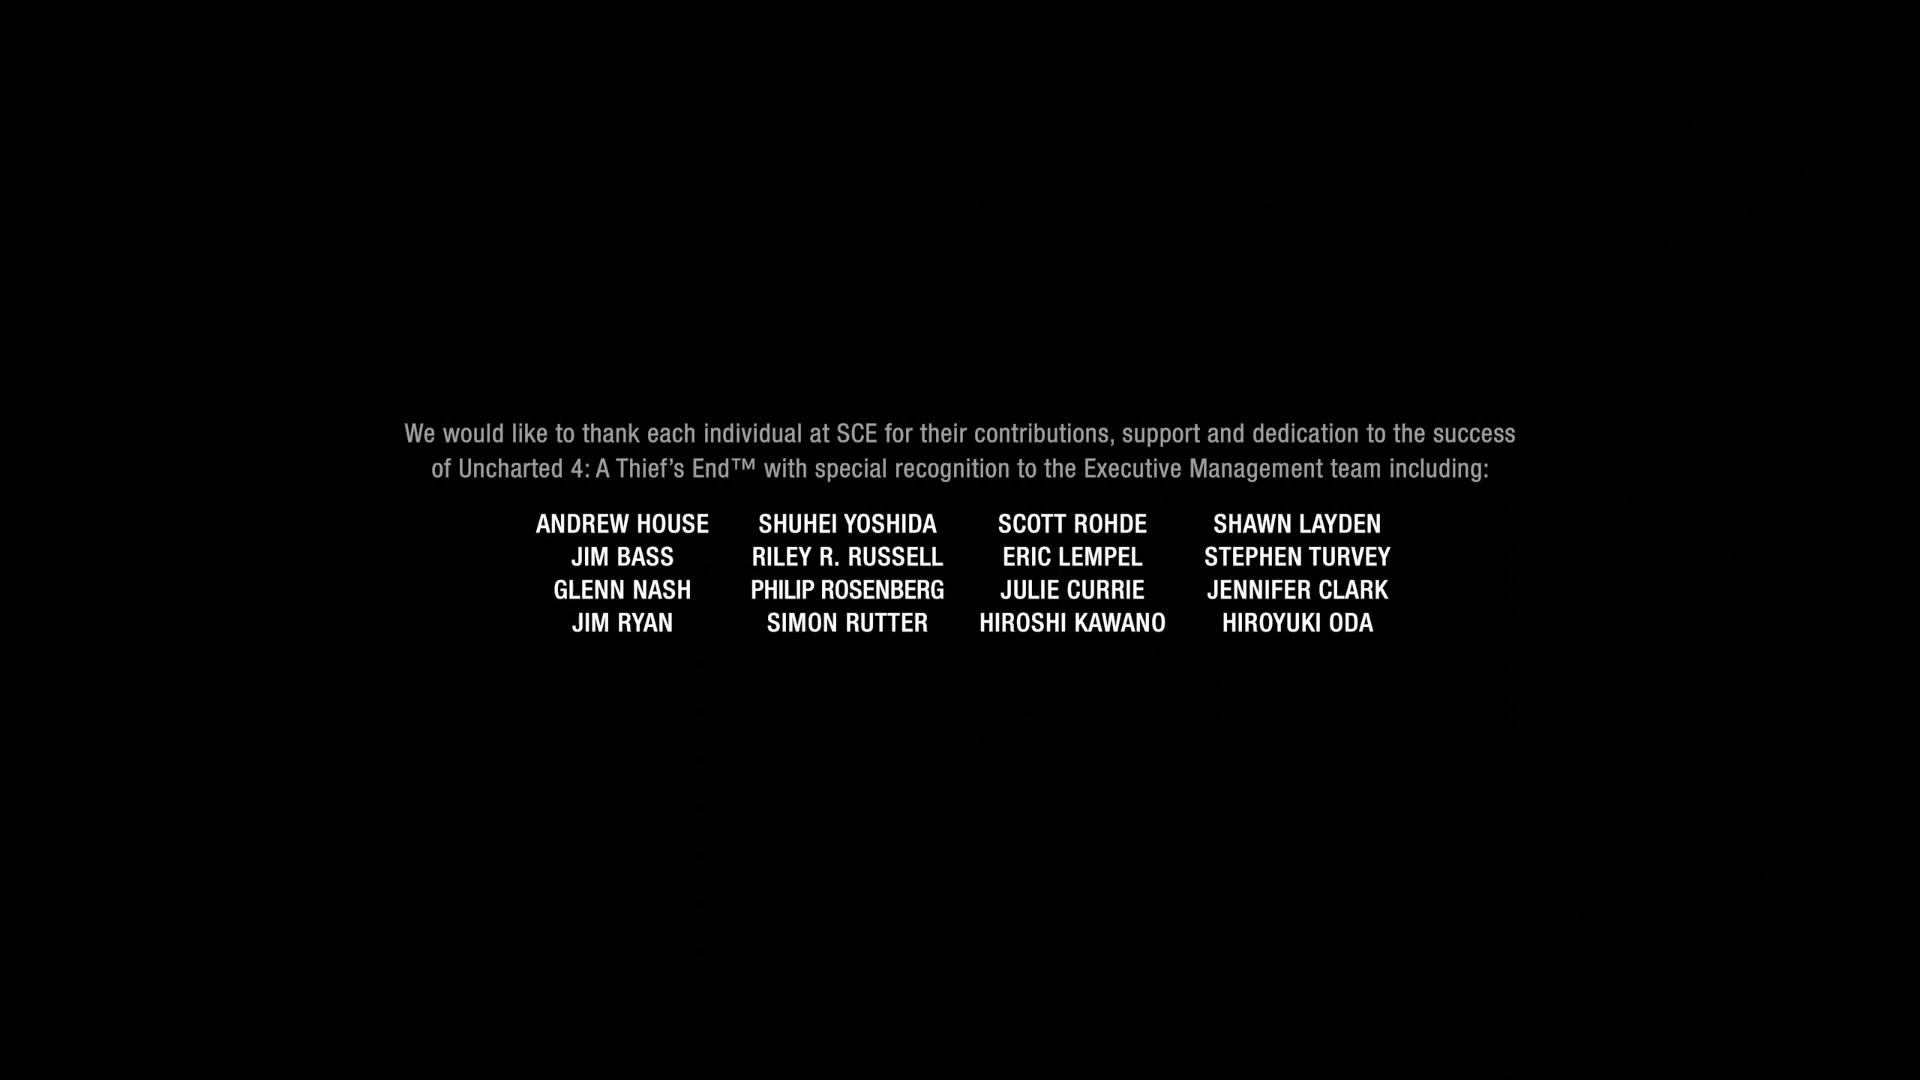 We would like to thank each individual at SCE for their contributions, support and dedication to the success
of Uncharted 4: A Thief’s End™ with special recognition to the Executive Management team including:
ANDREW HOUSE SHUHEI YOSHIDA SCOTT ROHDE SHAWN LAYDEN
JIM BASS RILEY R. RUSSELL ERIC LEMPEL STEPHEN TURVEY
GLENN NASH PHILIP ROSENBERG JULIE CURRIE JENNIFER CLARK
JIM RYAN SIMON RUTTER HIROSHI KAWANO HIROYUKI ODA